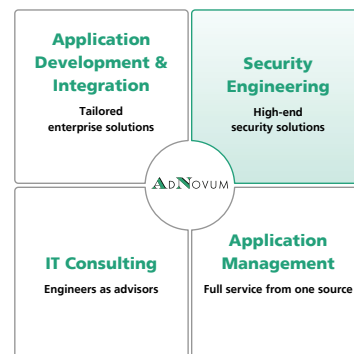 Application
Development &
Integration
Tailored
enterprise solutions
Security
Engineering
High-end
security solutions
ADNOVUM
IT Consulting
Engineers as advisors
Application
Management
Full service from one source